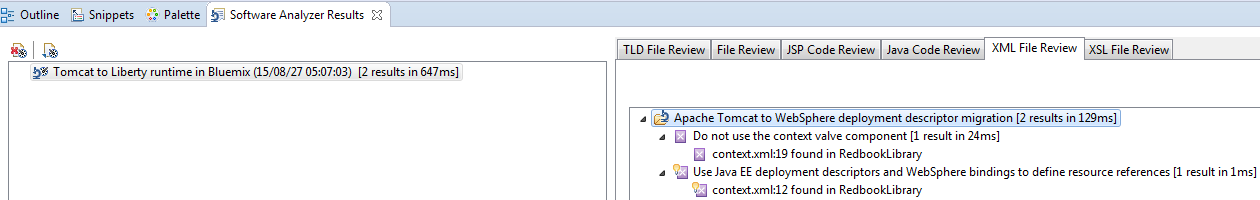 Outline Snippets Palette Software Analyzer Results
TLD File Review File Review JSP Code Review Java Code Review XML File Review XSL File Review
Tomcat to Liberty runtime in Bluemix (15/08/27 05:07:03) [2 results in 647ms]
Apache Tomcat to WebSphere deployment descriptor migration [2 results in 129ms]
Do not use the context valve component [1 result in 24ms]
context.xml:19 found in RedbookLibrary
Use Java EE deployment descriptors and WebSphere bindings to define resource references [1 result in 1ms]
context.xml:12 found in RedbookLibrary